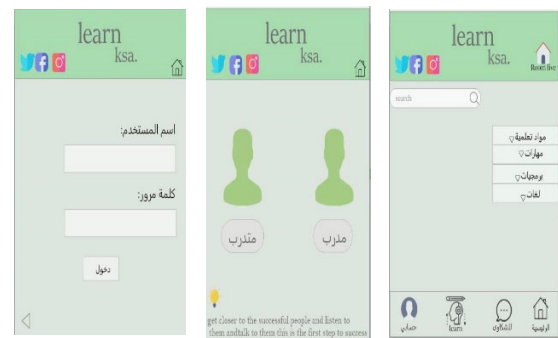 learn
ksa.
اسم المستخدم:
كلمة مرور:
دخول
learn
ksa.
متدرب
مدرب
get closer to the successful people and listen to
them andtalk to them this is the first step to success
learn
ksa.
Room live
search
مواد تعلمية
مهارات
برمجيات
لغات
حسابي
learn
الشكاوى
الرئيسية